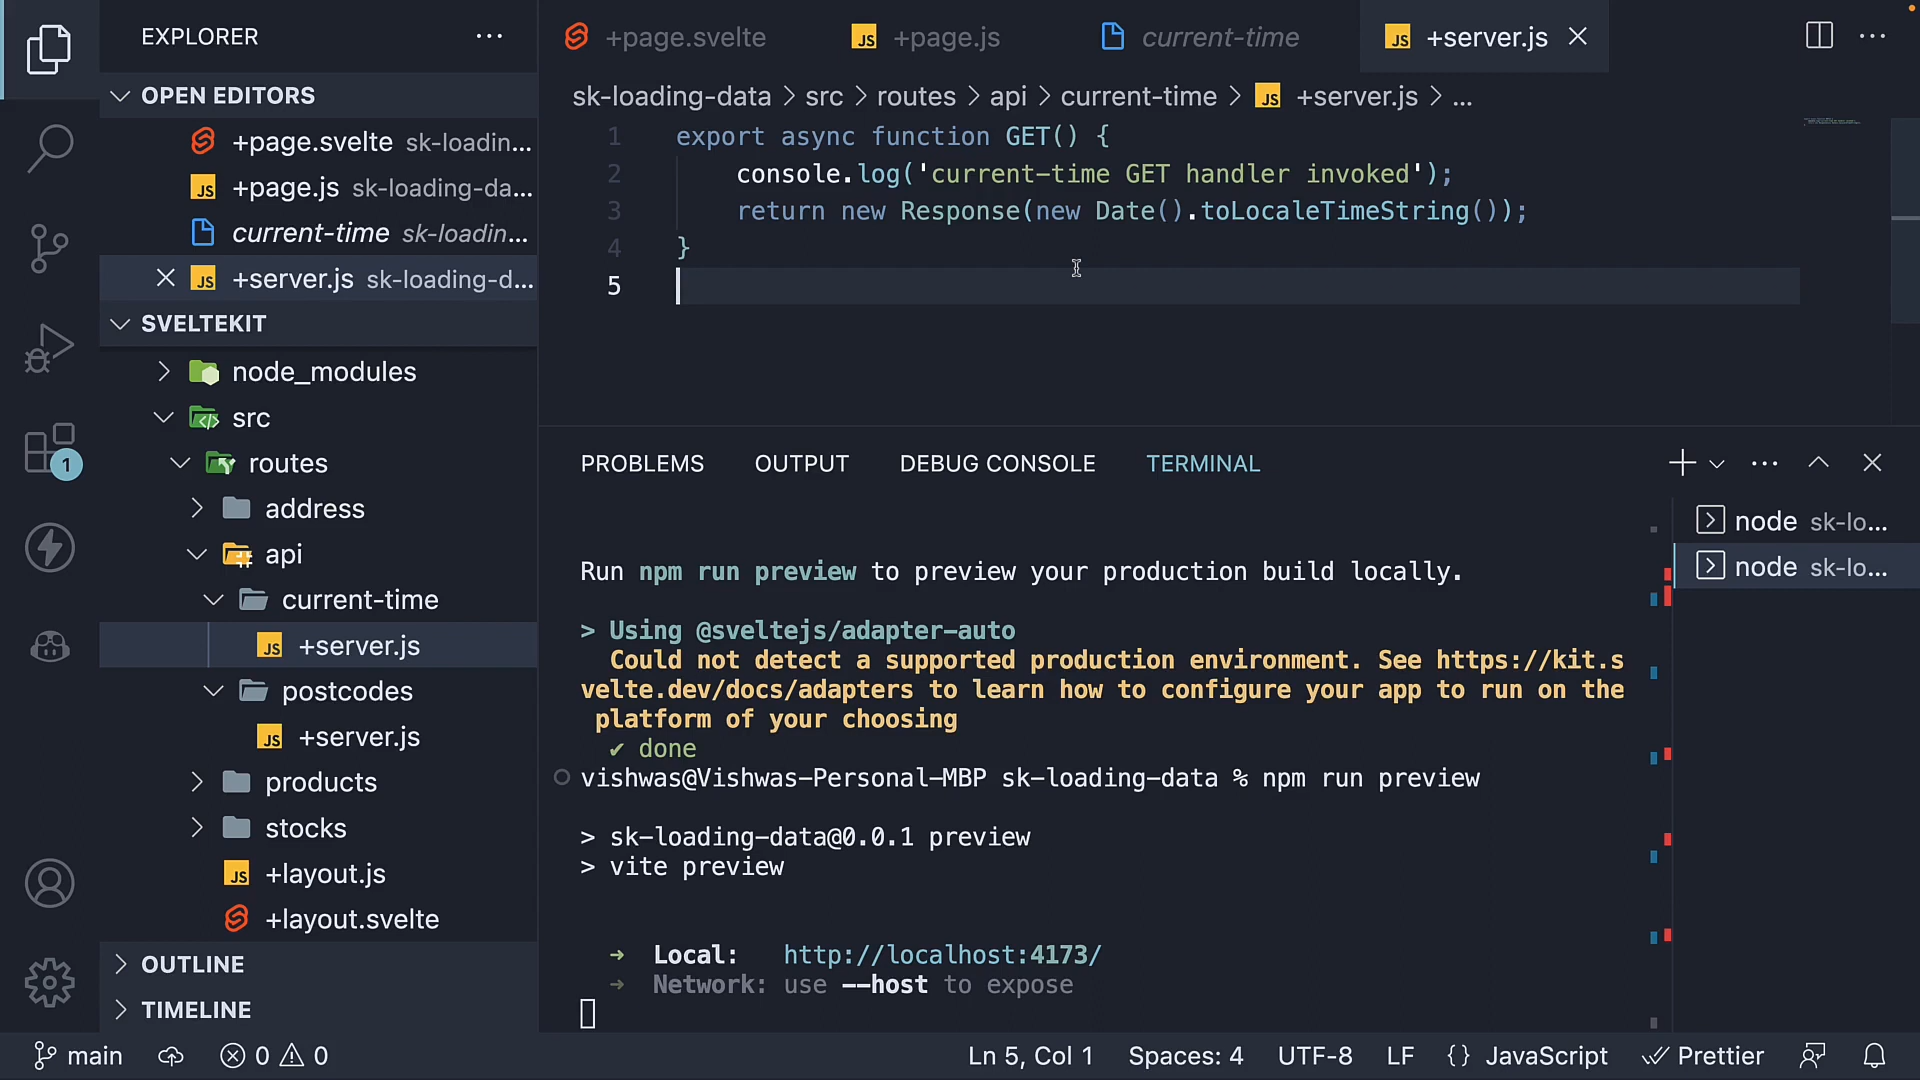 EXPLORER
OPEN EDITORS
+page.svelte sk-loadin...
+page.js sk-loading-da...
current-time sk-loadin...
+server.js sk-loading-d...
SVELTEKIT
node_modules
src
routes
address
api
current-time
+server.js
postcodes
+server.js
products
stocks
+layout.js
+layout.svelte
OUTLINE
TIMELINE
1
+page.svelte
+page.js
current-time
+server.js
sk-loading-data > src > routes > api > current-time > JS +server.js > ...
1 export async function GET() {
2 console.log('current-time GET handler invoked');
3 return new Response(new Date().toLocaleTimeString());
4 }
5
PROBLEMS OUTPUT DEBUG CONSOLE TERMINAL
Run npm run preview to preview your production build locally.
> Using @sveltejs/adapter-auto
Could not detect a supported production environment. See https://kit.s
velte.dev/docs/adapters to learn how to configure your app to run on the
platform of your choosing
✔ done
vishwas@Vishwas-Personal-MBP sk-loading-data % npm run preview
> sk-loading-data@0.0.1 preview
> vite preview
➜ Local: http://localhost:4173/
➜ Network: use --host to expose
node sk-lo...
node sk-lo...
main 0 0 Ln 5, Col 1 Spaces: 4 UTF-8 LF {} JavaScript Prettier